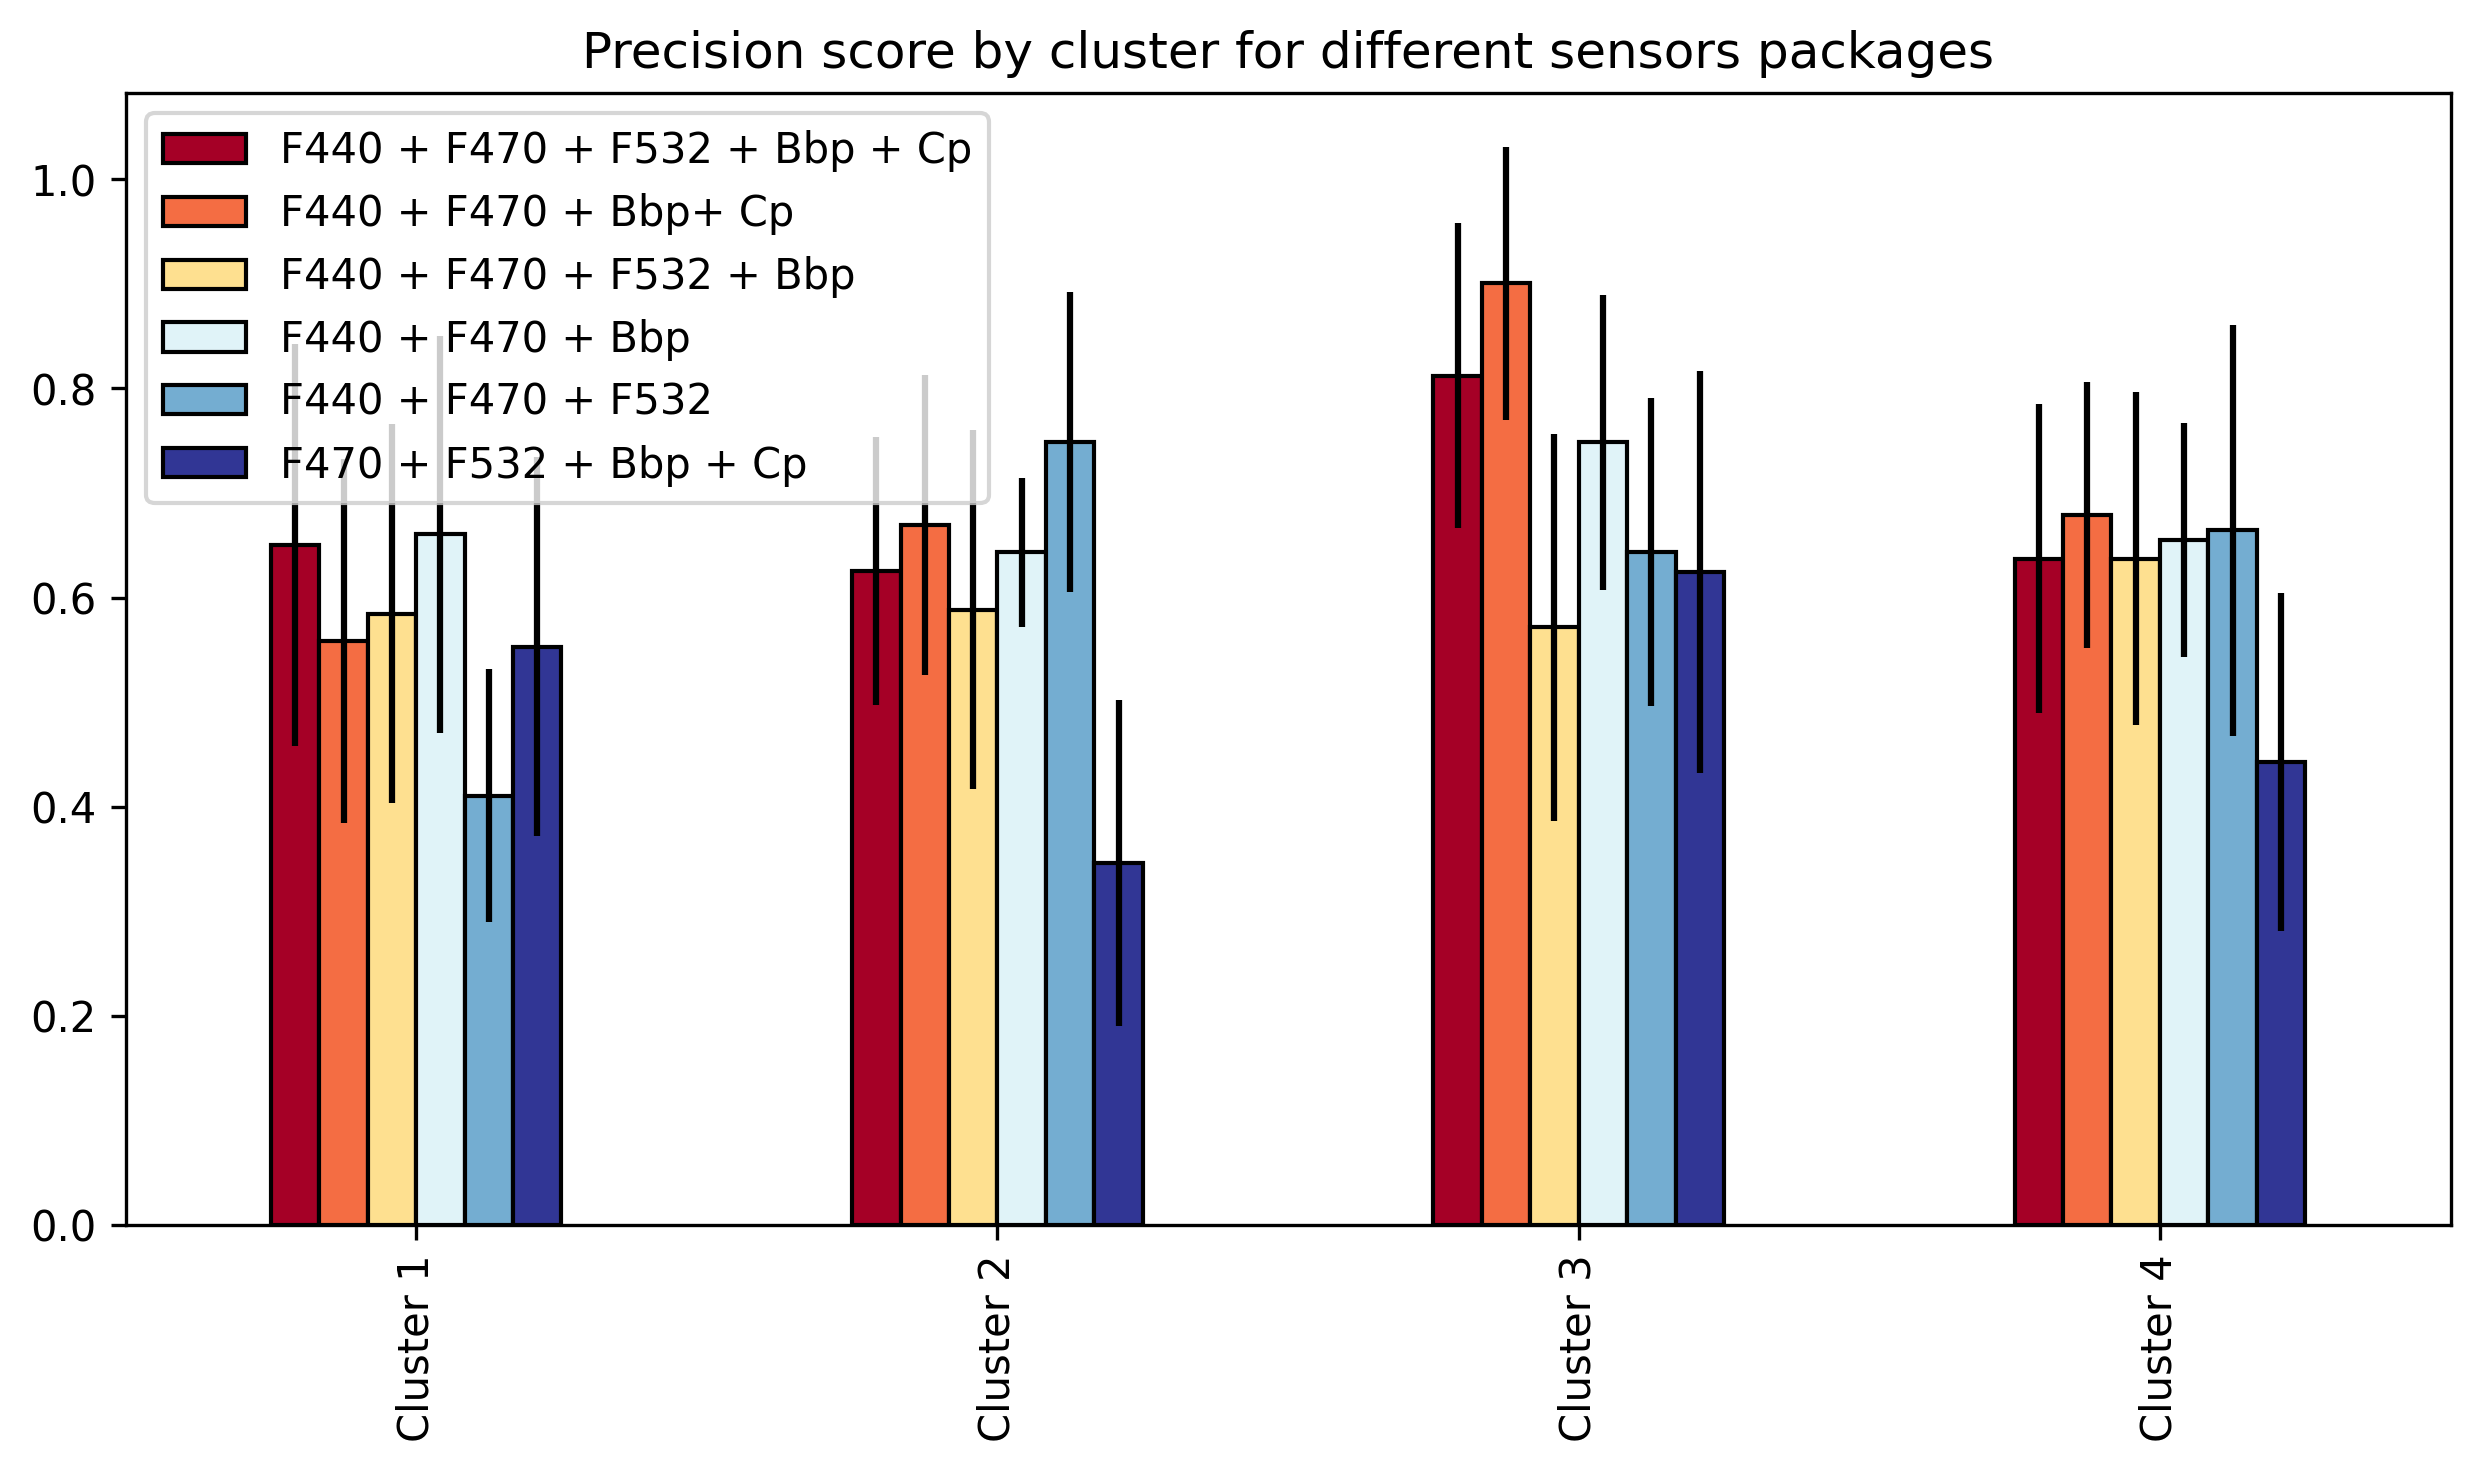 Precision score by cluster for different sensors packages
F440 + F470 + F532 + Bbp + Cp
F440 + F470 + Bbp+ Cp
F440 + F470 + F532 + Bbp
F440 + F470 + Bbp
F440 + F470 + F532
F470 + F532 + Bbp + Cp
1.0
0.8
0.6
0.4
0.2
0.0
Cluster 1
Cluster 2
Cluster 3
Cluster 4